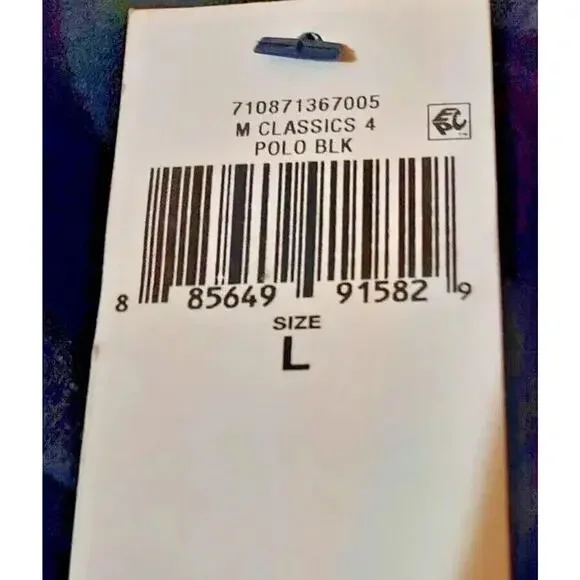 710871367005
M CLASSICS 4
POLO BLK
8 85649 91582 9
SIZE
L